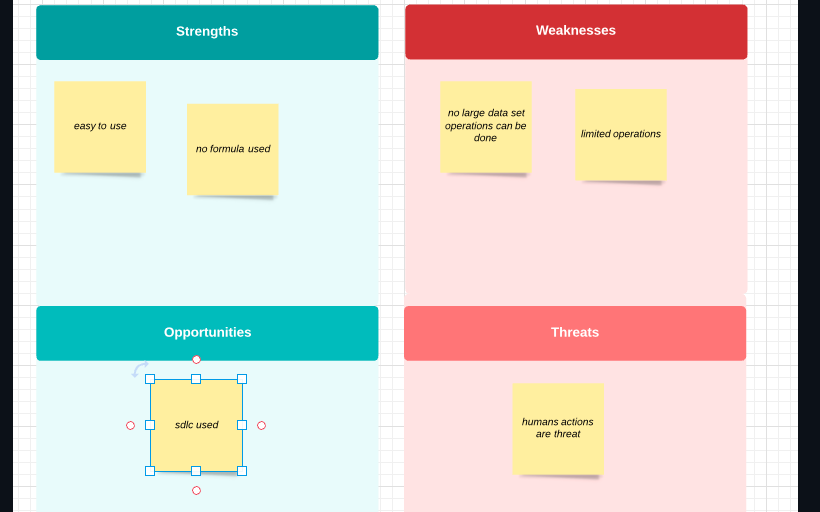 Strengths
Weaknesses
easy to use
no formula used
no large data set
operations can be
done
limited operations
Opportunities
Threats
sdlc used
humans actions
are threat